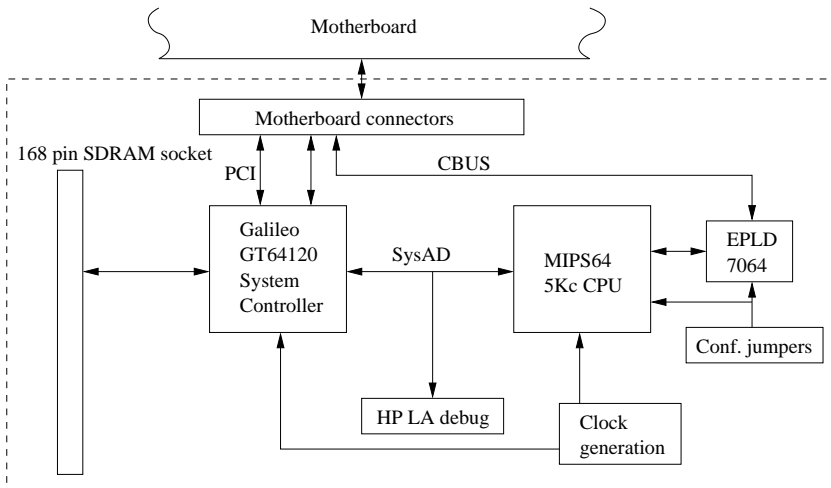 Motherboard
Motherboard connectors
168 pin SDRAM socket
PCI
CBUS
Galileo
GT64120
System
Controller
SysAD
MIPS64
5Kc CPU
EPLD
7064
Conf. jumpers
HP LA debug
Clock
generation